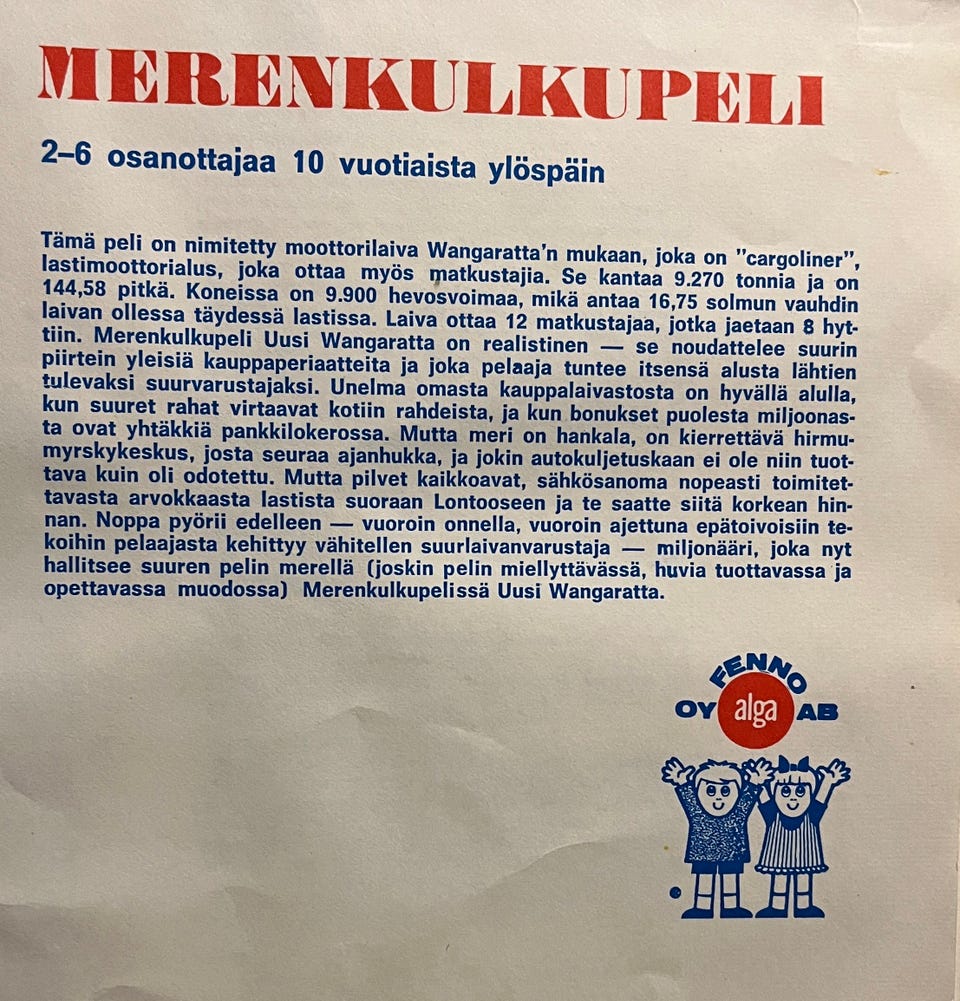 MERENKULKUPELI
2–6 osanottajaa 10 vuotiaista ylöspäin
Tämä peli on nimitetty moottorilaiva Wangaratta'n mukaan, joka on ”cargoliner”,
lastimoottorialus, joka ottaa myös matkustajia. Se kantaa 9.270 tonnia ja on
144,58 pitkä. Koneissa on 9.900 hevosvoimaa, mikä antaa 16,75 solmun vauhdin
laivan ollessa täydessä lastissa. Laiva ottaa 12 matkustajaa, jotka jaetaan 8 hyt-
tiin. Merenkulkupeli Uusi Wangaratta on realistinen — se noudattelee suurin
piirtein yleisiä kauppaperiaatteita ja joka pelaaja tuntee itsensä alusta lähtien
tulevaksi suurvarustajaksi. Unelma omasta kauppalaivastosta on hyvällä alulla,
kun suuret rahat virtaavat kotiin rahdeista, ja kun bonukset puolesta miljoonas-
ta ovat yhtäkkiä pankkilokerossa. Mutta meri on hankala, on kierrettävä hirmu-
myrskykeskus, josta seuraa ajanhukka, ja jokin autokuljetuskaan ei ole niin tuot-
tava kuin oli odotettu. Mutta pilvet kaikkoavat, sähkösanoma nopeasti toimitet-
tavasta arvokkaasta lastista suoraan Lontooseen ja te saatte siitä korkean hin-
nan. Noppa pyörii edelleen — vuoroin onnella, vuoroin ajettuna epätoivoisiin te-
koihin pelaajasta kehittyy vähitellen suurlaivanvarustaja — miljonääri, joka nyt
hallitsee suuren pelin merellä (joskin pelin miellyttävässä, huvia tuottavassa ja
opettavassa muodossa) Merenkulkupelissä Uusi Wangaratta.
FENNO
OY alga AB